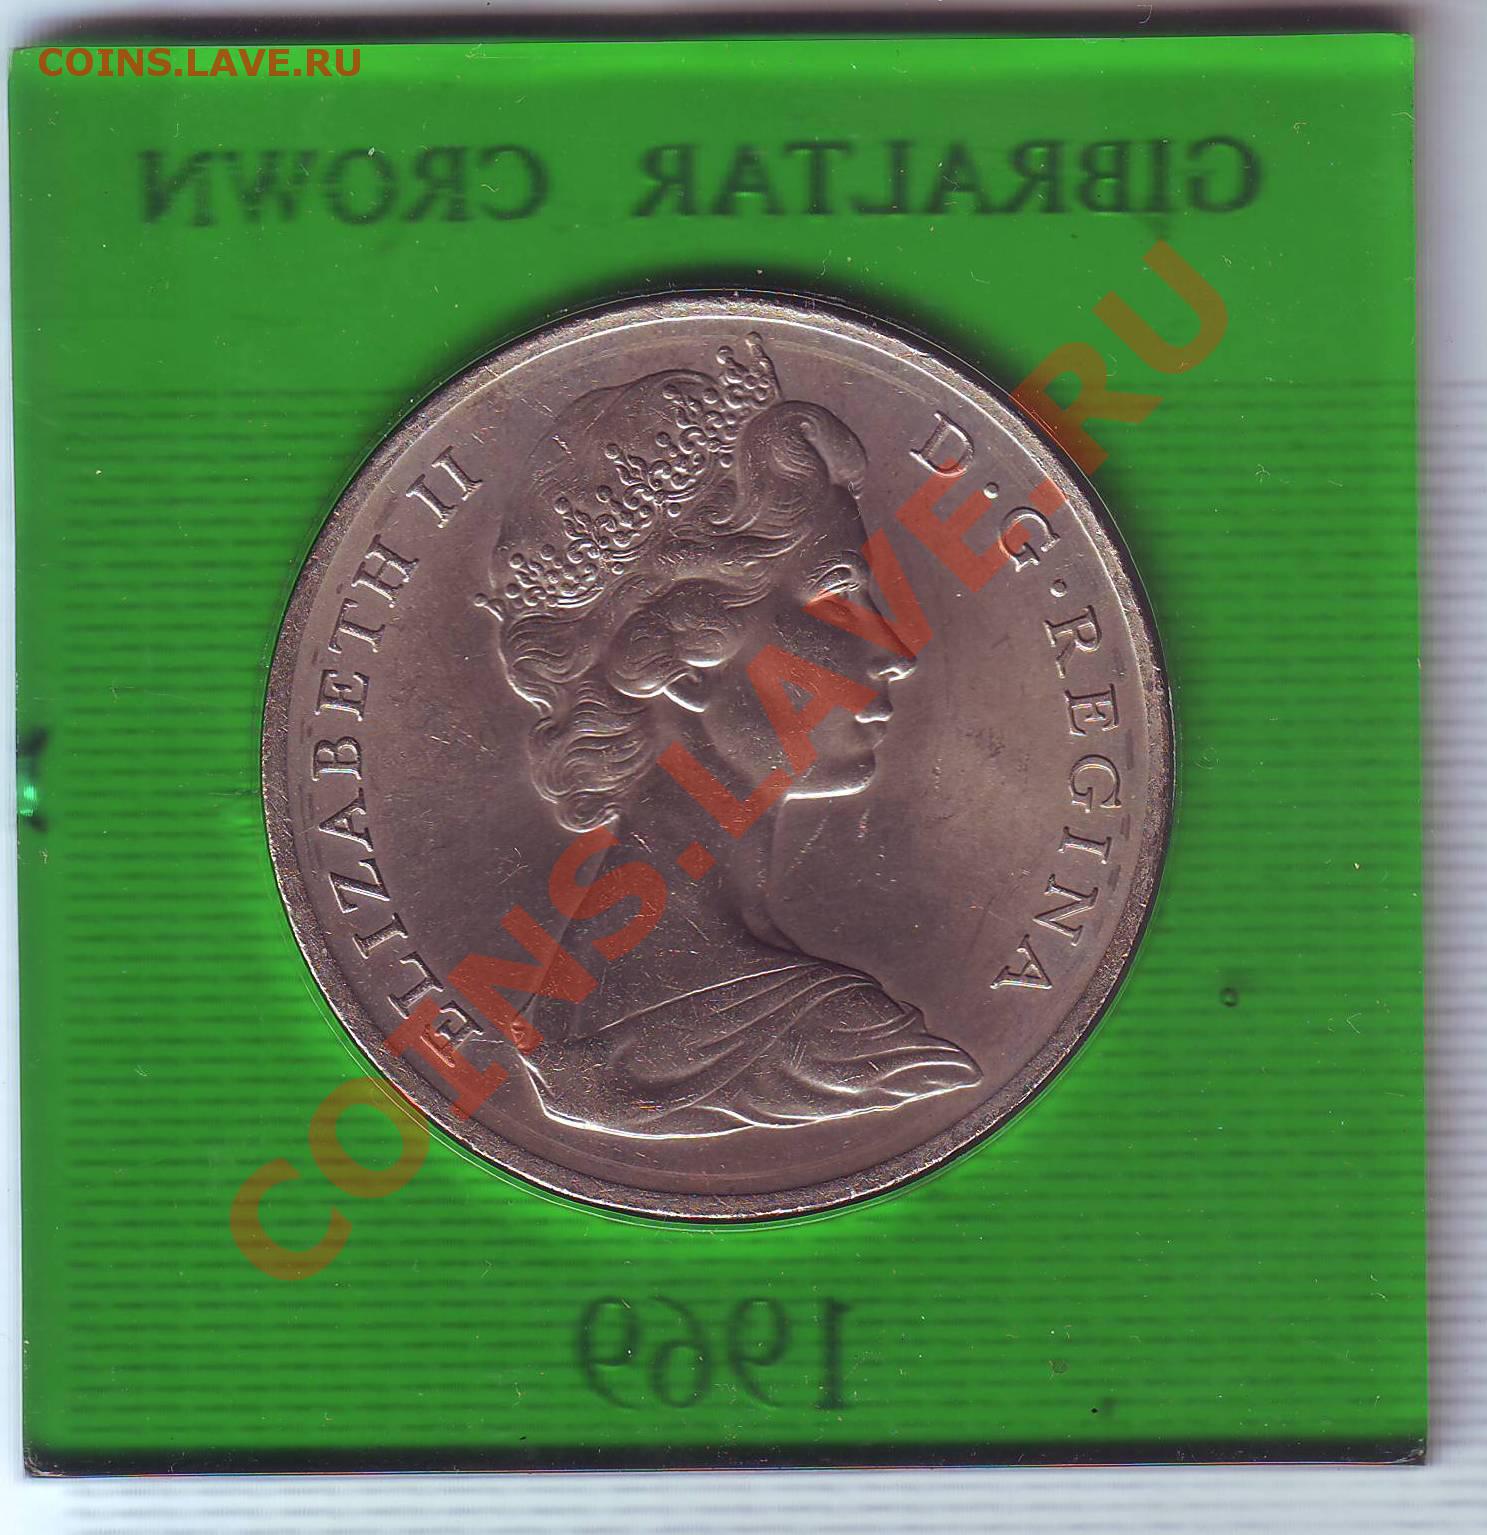 COINS.LAVE.RU
GIBRALTAR CROWN
ELIZABETH II D·G·REGINA
COINS.LAVE.RU
1969